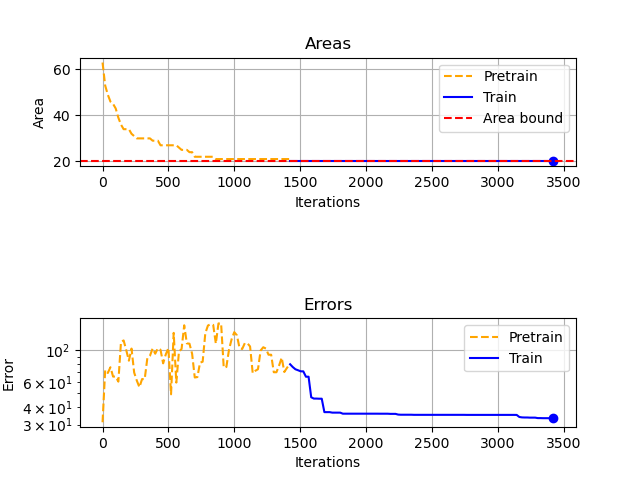 Areas
Area
60
40
20
Pretrain
Train
Area bound
0 500 1000 1500 2000 2500 3000 3500
Iterations
Errors
Error
10²
6 × 10¹
4 × 10¹
3 × 10¹
Pretrain
Train
0 500 1000 1500 2000 2500 3000 3500
Iterations